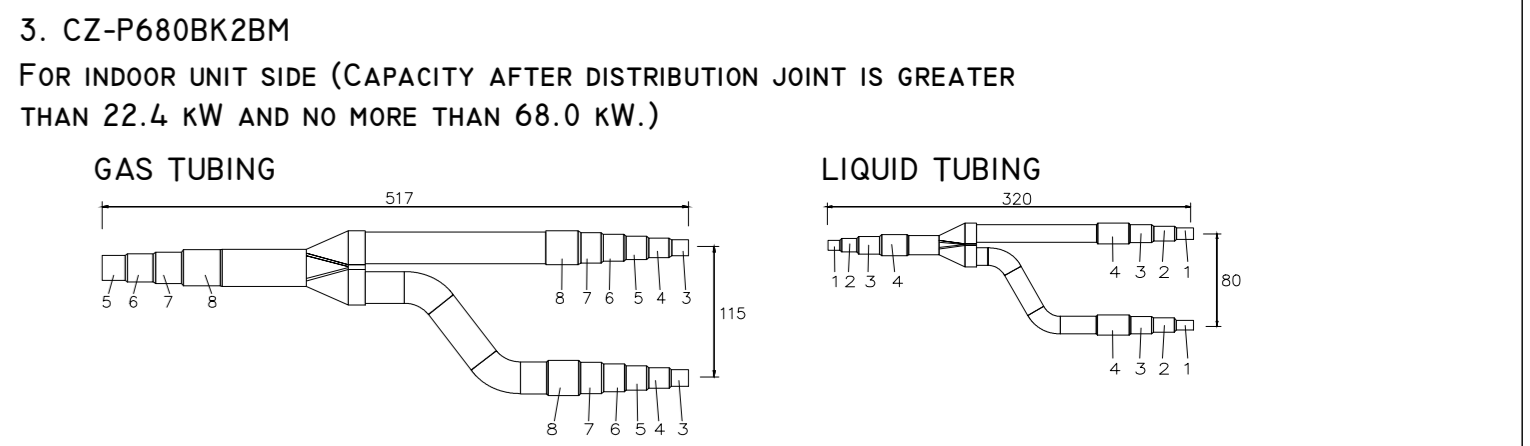 3. CZ-P680BK2BM
FOR INDOOR UNIT SIDE (CAPACITY AFTER DISTRIBUTION JOINT IS GREATER
THAN 22.4 KW AND NO MORE THAN 68.0 KW.)
GAS TUBING
517
5 6 7 8
8 7 6 5 4 3
115
8 7 6 5 4 3
LIQUID TUBING
320
1 2 3 4
4 3 2 1
80
4 3 2 1